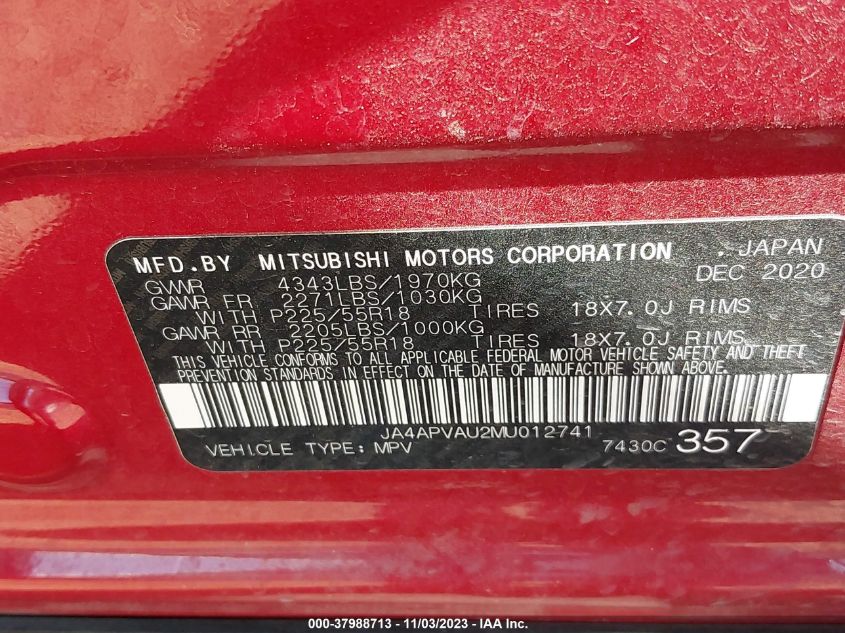 MFD.BY MITSUBISHI MOTORS CORPORATION . JAPAN
DEC 2020
GVWR 4343LBS/1970KG
GAWR FR 2271LBS/1030KG
WITH P225/55R18 TIRES 18X7.0J RIMS
GAWR RR 2205LBS/1000KG
WITH P225/55R18 TIRES 18X7.0J RIMS
THIS VEHICLE CONFORMS TO ALL APPLICABLE FEDERAL MOTOR VEHICLE SAFETY AND THEFT
PREVENTION STANDARDS IN EFFECT ON THE DATE OF MANUFACTURE SHOWN ABOVE.
JA4APVAU2MU012741
VEHICLE TYPE: MPV 7430C 357
000-37988713 - 11/03/2023 - IAA Holdings, LLC.